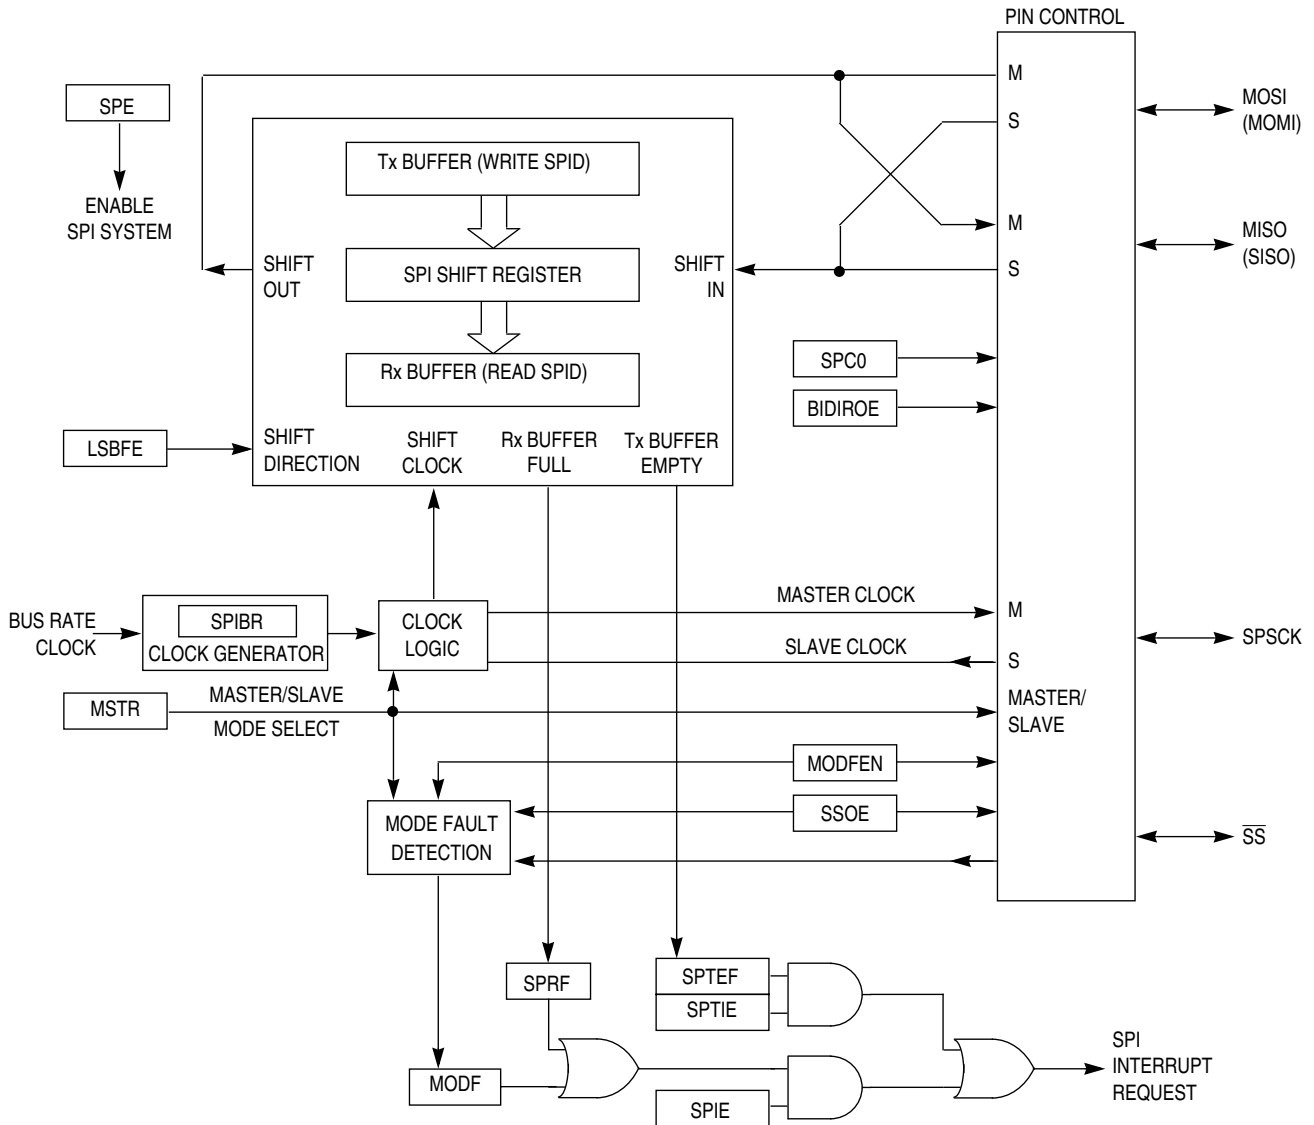 PIN CONTROL
M
SPE
MOSI
(MOMI)
S
Tx BUFFER (WRITE SPID)
ENABLE
SPI SYSTEM
M
MISO
(SISO)
SHIFT
OUT
SPI SHIFT REGISTER
SHIFT
IN
S
SPC0
Rx BUFFER (READ SPID)
BIDIROE
LSBFE
SHIFT
DIRECTION
SHIFT
CLOCK
Rx BUFFER
FULL
Tx BUFFER
EMPTY
BUS RATE
CLOCK
SPIBR
CLOCK GENERATOR
CLOCK
LOGIC
MASTER CLOCK
M
SLAVE CLOCK
S
SPSCK
MSTR
MASTER/SLAVE
MODE SELECT
MASTER/
SLAVE
MODFEN
SSOE
MODE FAULT
DETECTION
SS
SPRF
SPTEF
SPTIE
MODF
SPIE
SPI
INTERRUPT
REQUEST